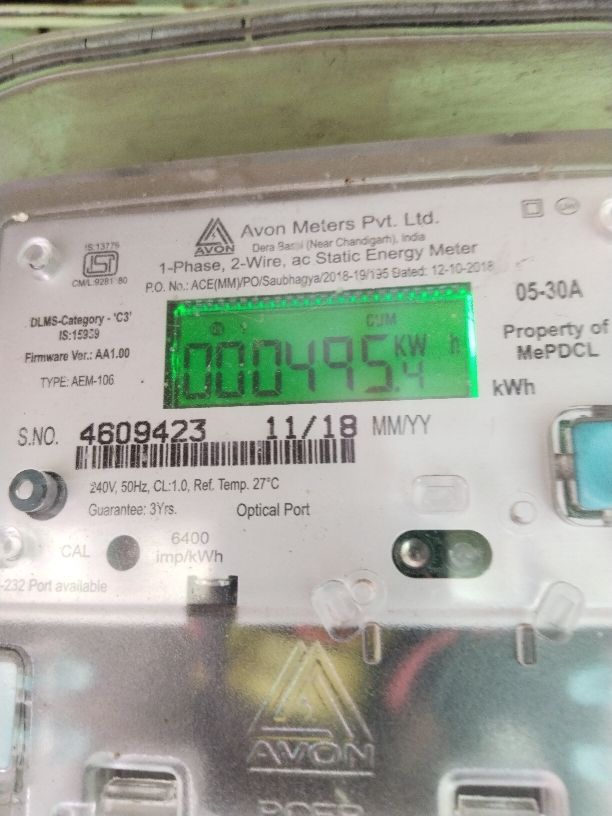 AVON
Avon Meters Pvt. Ltd.
Dera Bassi (Near Chandigarh), India
1-Phase, 2-Wire, ac Static Energy Meter
P.O. No.: ACE(MM)/PO/Saubhagya/2018-19/195 Dated: 12-10-2018
IS:13779
CM/L:9281 80
DLMS-Category - 'C3'
IS:15959
Firmware Ver.: AA1.00
TYPE: AEM-106
CUM
000495.4 KW h
kWh
05-30A
Property of
MePDCL
S.NO. 4609423 11/18 MM/YY
240V, 50Hz, CL:1.0, Ref. Temp. 27°C
Guarantee: 3Yrs. Optical Port
CAL 6400
imp/kWh
-232 Port available
AVON